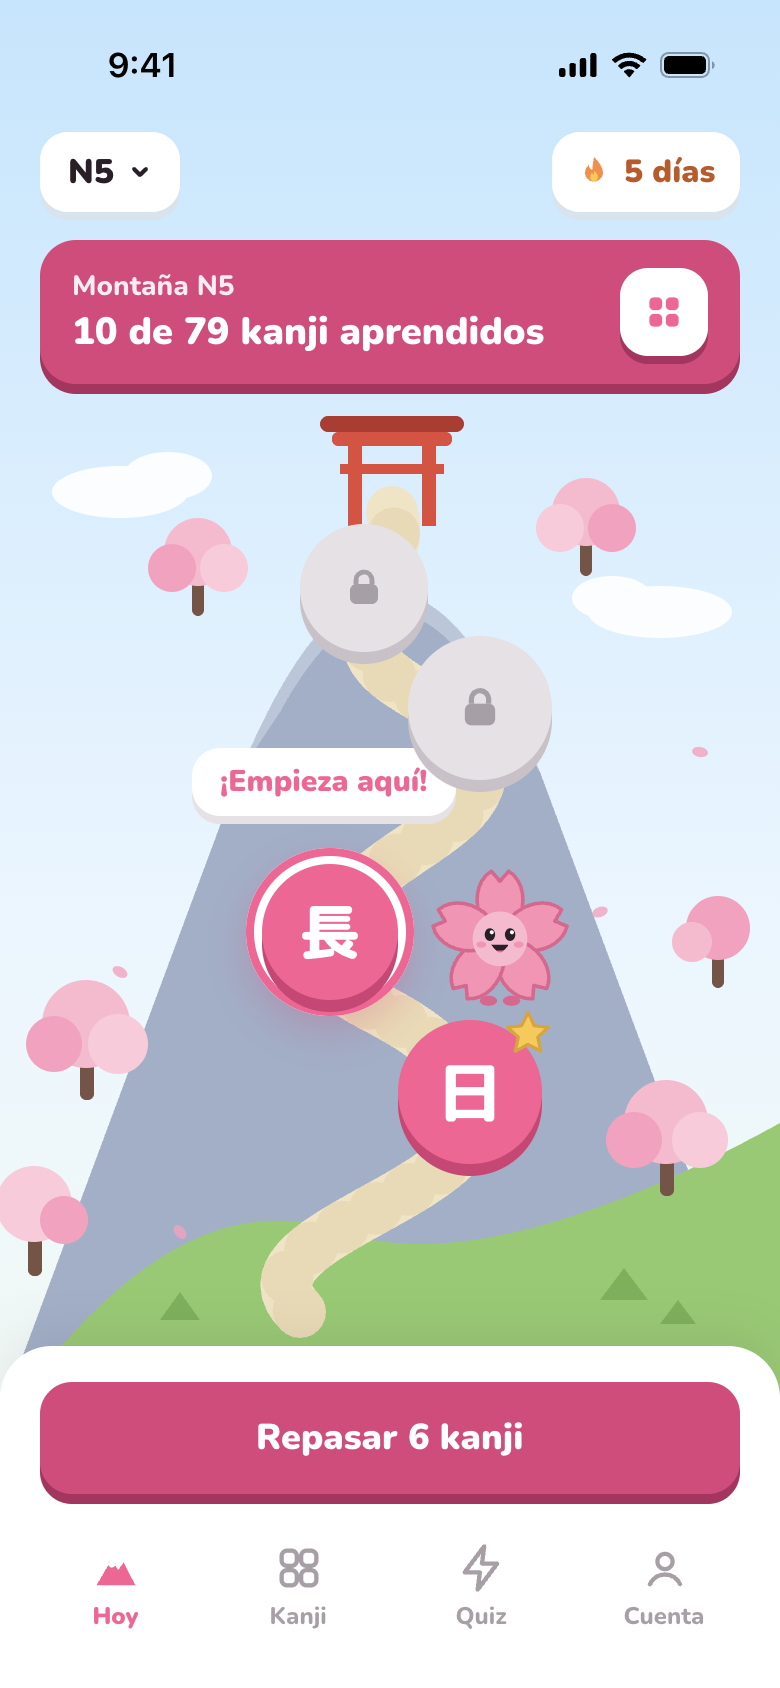 9:41
N5
5 días
Montaña N5
10 de 79 kanji aprendidos
¡Empieza aquí!
長
日
Repasar 6 kanji
Hoy
Kanji
Quiz
Cuenta